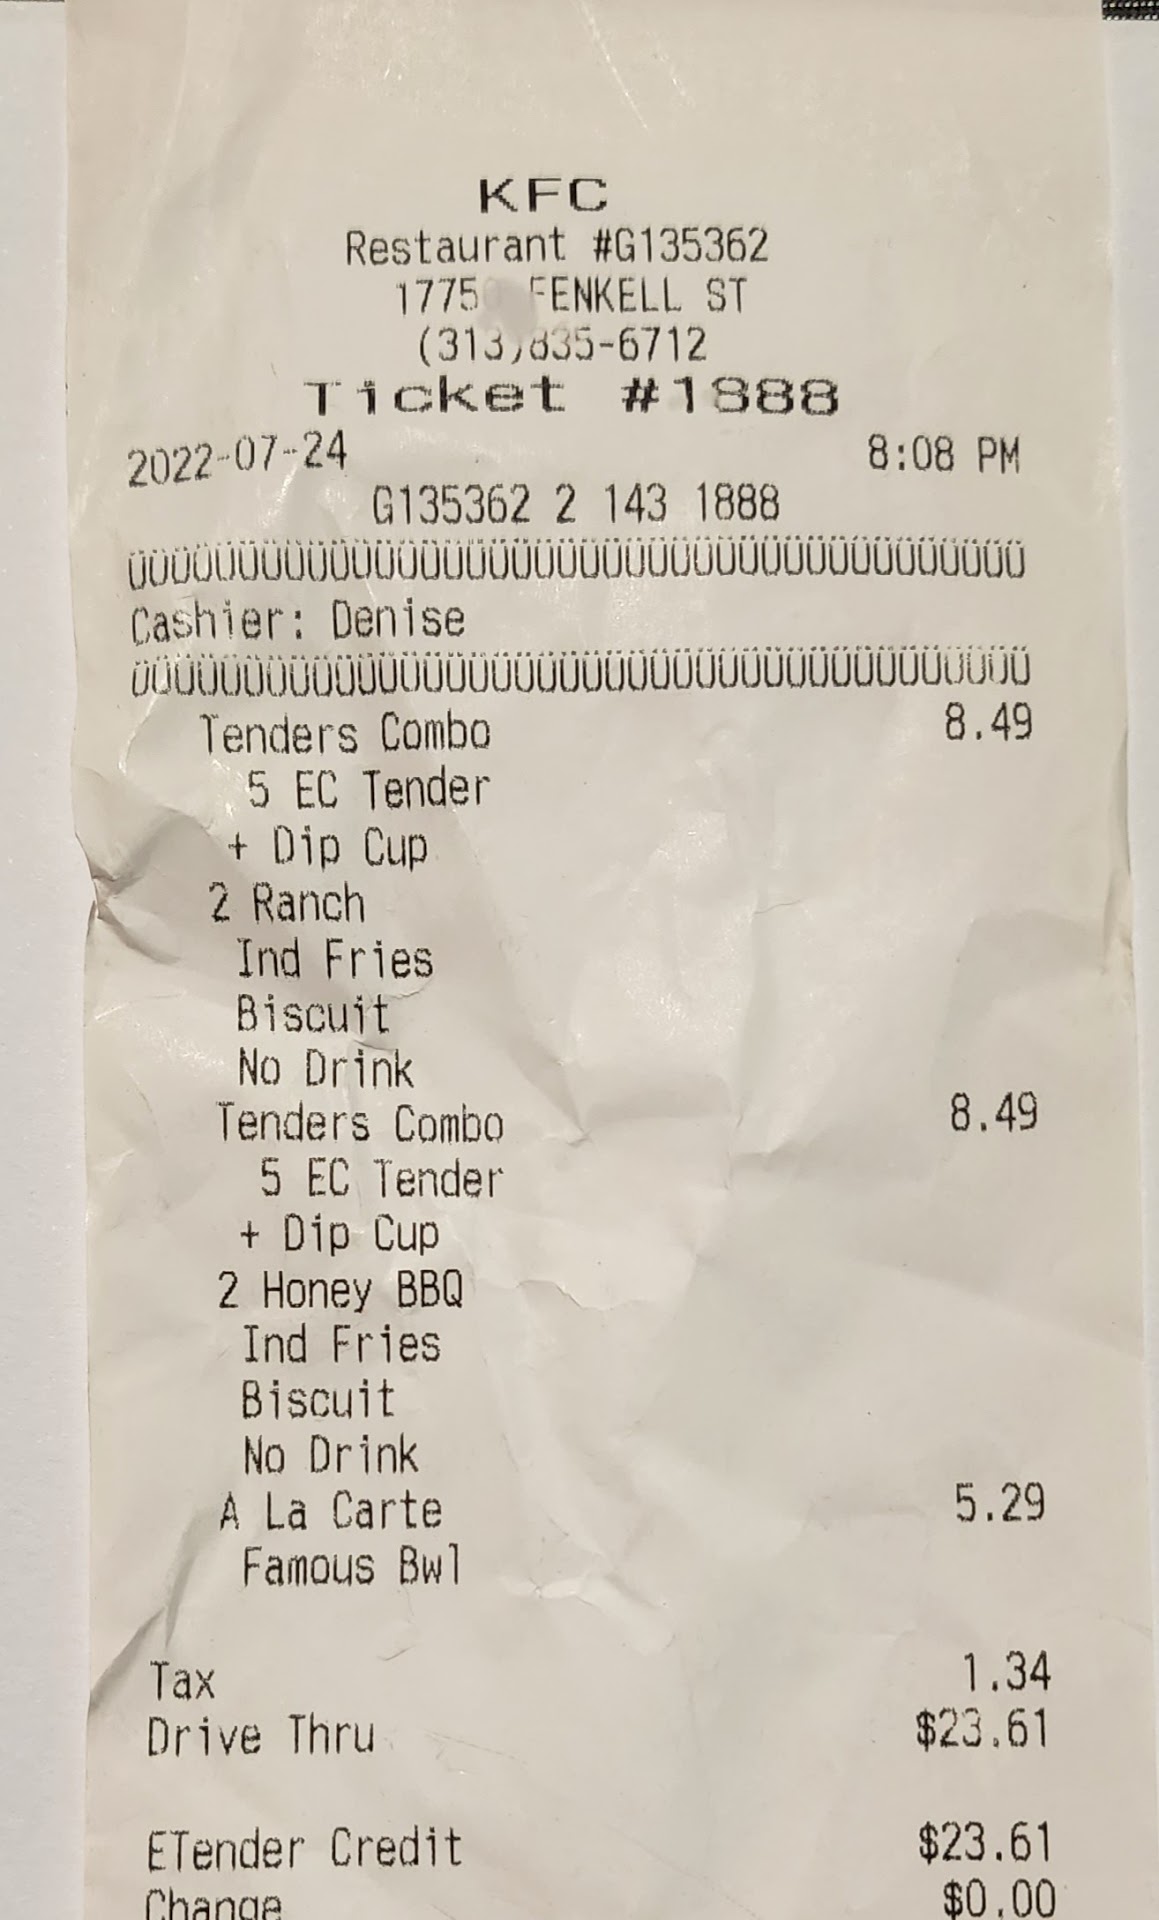 KFC
Restaurant #G135362
FENKELL ST
(313)835-6712
Ticket #1888
2022-07-24 8:08 PM
G135362 2 143 1888
ÜÜÜÜÜÜÜÜÜÜÜÜÜÜÜÜÜÜÜÜÜÜÜÜÜÜÜÜÜÜÜÜÜÜÜÜÜÜÜÜ
Cashier: Denise
ÜÜÜÜÜÜÜÜÜÜÜÜÜÜÜÜÜÜÜÜÜÜÜÜÜÜÜÜÜÜÜÜÜÜÜÜÜÜÜÜ
Tenders Combo 8.49
5 EC Tender
+ Dip Cup
2 Ranch
Ind Fries
Biscuit
No Drink
Tenders Combo 8.49
5 EC Tender
+ Dip Cup
2 Honey BBQ
Ind Fries
Biscuit
No Drink
A La Carte 5.29
Famous Bwl
Tax 1.34
Drive Thru $23.61
ETender Credit $23.61
Change $0.00